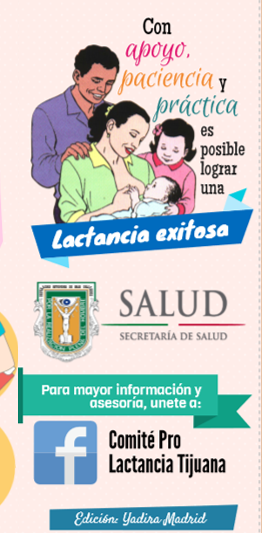 Con
apoyo,
paciencia y
práctica
es
posible
lograr
una
Lactancia exitosa
SALUD
SECRETARÍA DE SALUD
Para mayor información y
asesoría, unete a:
f
Comité Pro
Lactancia Tijuana
Edición: Yadira Madrid